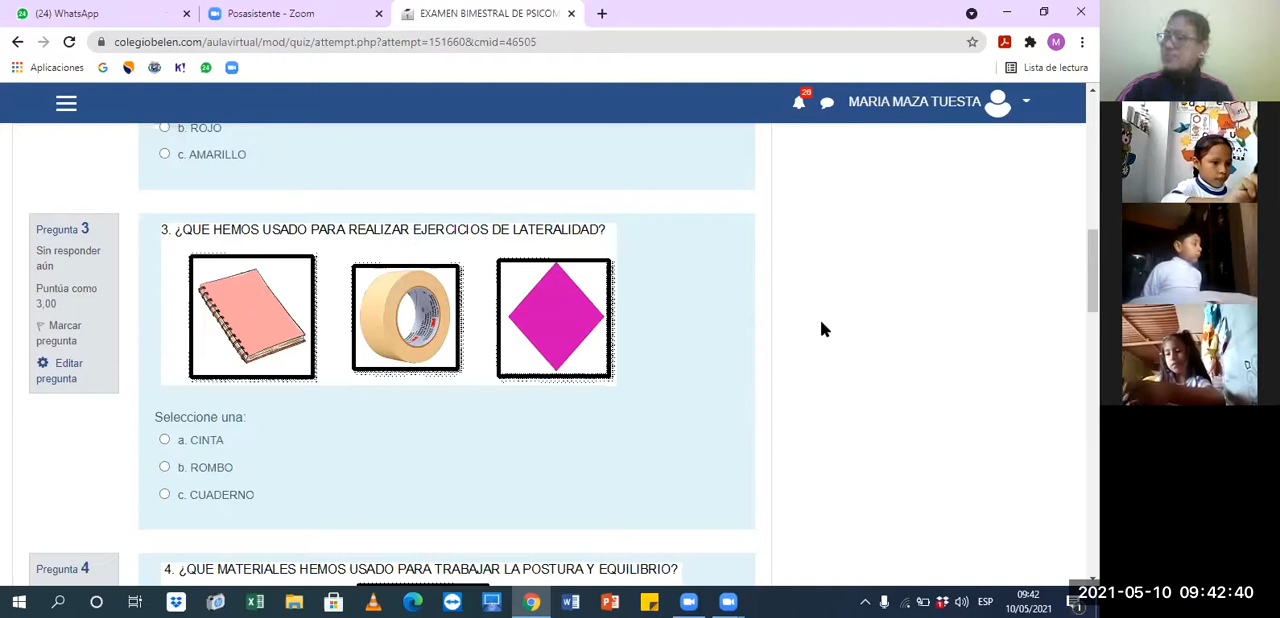 (24) WhatsApp
Posasistente - Zoom
EXAMEN BIMESTRAL DE PSICOM
colegiobelen.com/aulavirtual/mod/quiz/attempt.php?attempt=151660&cmid=46505
M
Aplicaciones
K!
24
Lista de lectura
26
MARIA MAZA TUESTA
b. ROJO
c. AMARILLO
Pregunta 3
Sin responder
aún
Puntúa como
3,00
Marcar
pregunta
Editar
pregunta
3. ¿QUE HEMOS USADO PARA REALIZAR EJERCICIOS DE LATERALIDAD?
Seleccione una:
a. CINTA
b. ROMBO
c. CUADERNO
Pregunta 4
4. ¿QUE MATERIALES HEMOS USADO PARA TRABAJAR LA POSTURA Y EQUILIBRIO?
ESP
09:42
10/05/2021
2021-05-10 09:42:40